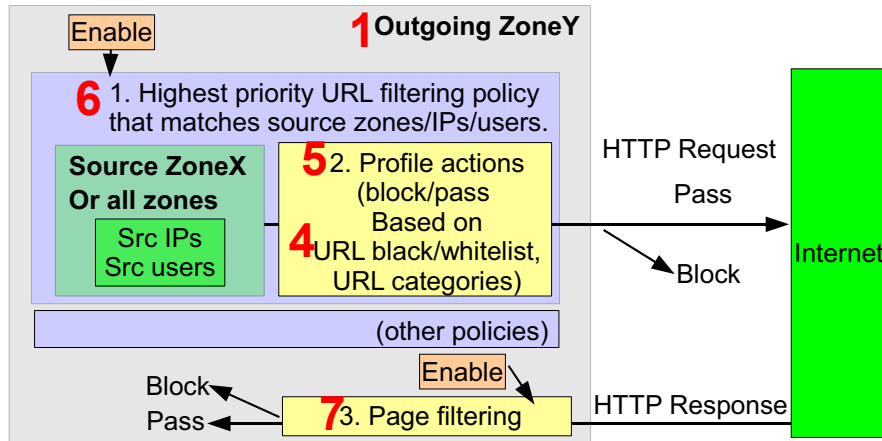 Enable
1 Outgoing ZoneY
6 1. Highest priority URL filtering policy
that matches source zones/IPs/users.
Source ZoneX
Or all zones
Src IPs
Src users
5 2. Profile actions
(block/pass
Based on
4 URL black/whitelist,
URL categories)
HTTP Request
Pass
Block
Internet
(other policies)
Enable
Block
Pass
7 3. Page filtering
HTTP Response